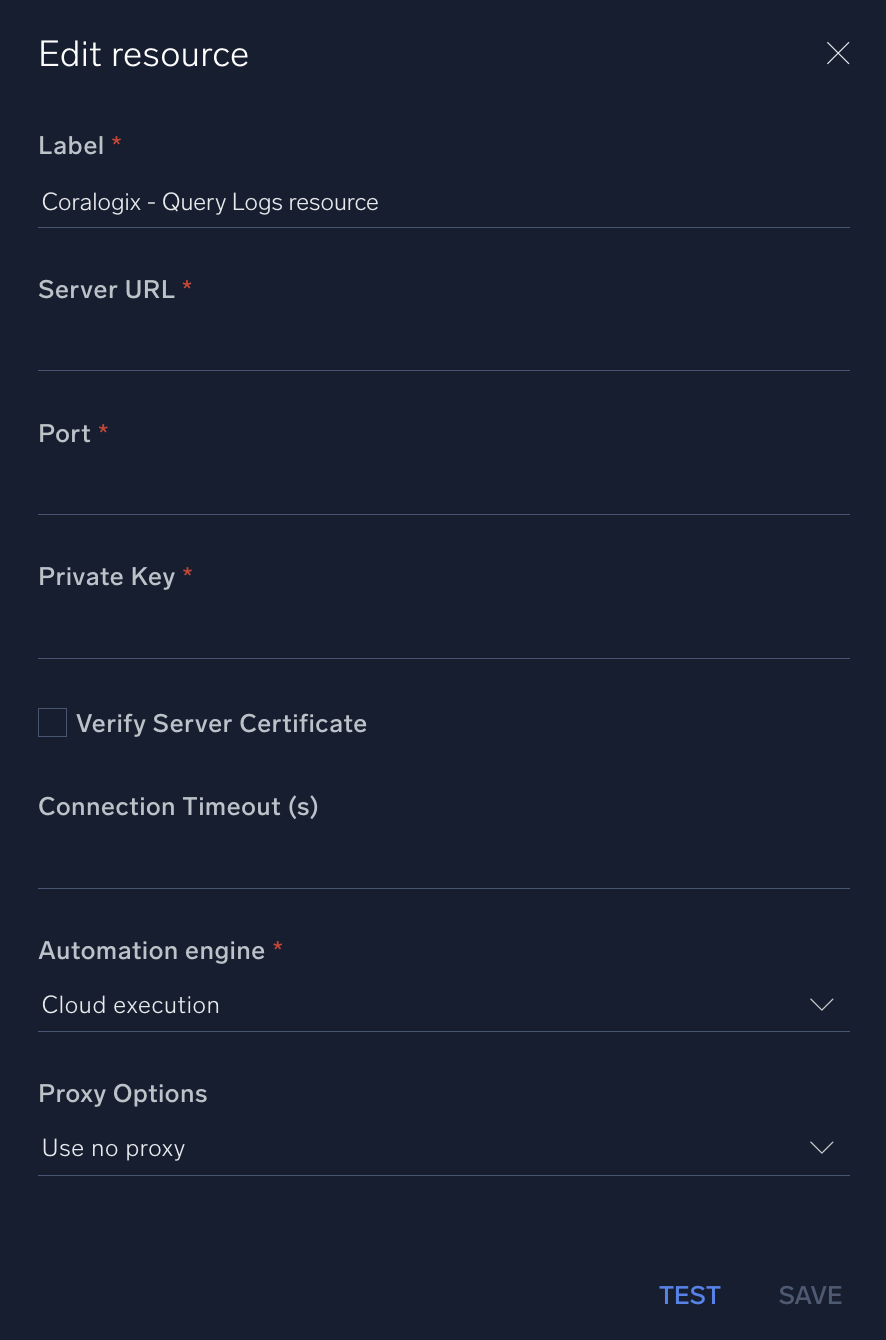 Edit resource
Label *
Coralogix - Query Logs resource
Server URL *
Port *
Private Key *
Verify Server Certificate
Connection Timeout (s)
Automation engine *
Cloud execution
Proxy Options
Use no proxy
TEST SAVE